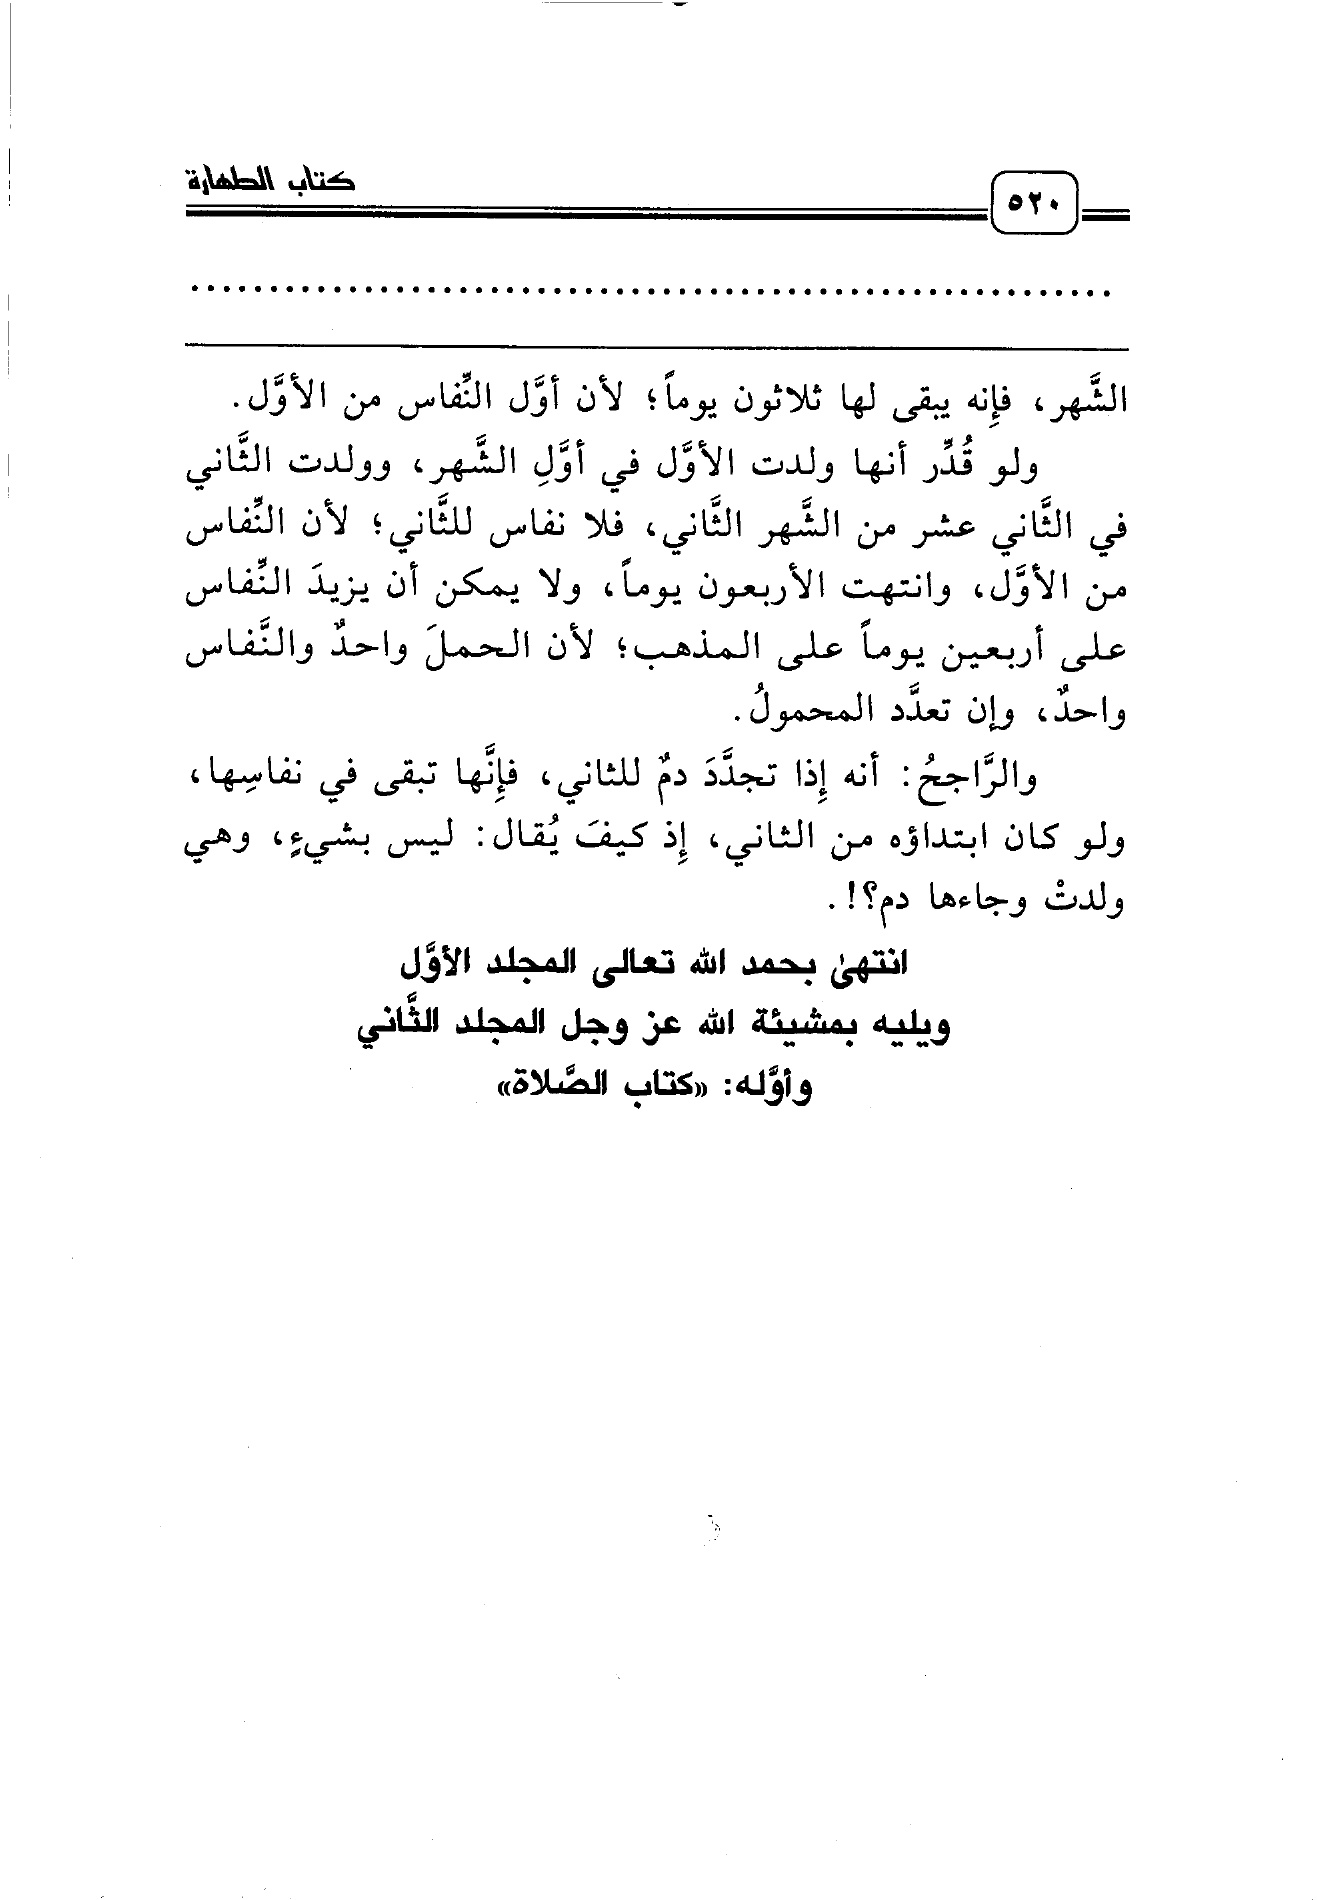 كتاب الطهارة
٥٢٠
............................................................
الشَّهر، فإِنه يبقى لها ثلاثون يوماً؛ لأن أوَّل النِّفاس من الأوَّل.
ولو قُدِّر أنها ولدت الأوَّل في أوَّلِ الشَّهر، وولدت الثَّاني
في الثَّاني عشر من الشَّهر الثَّاني، فلا نفاس للثَّاني؛ لأن النِّفاس
من الأوَّل، وانتهت الأربعون يوماً، ولا يمكن أن يزيدَ النِّفاس
على أربعين يوماً على المذهب؛ لأن الحملَ واحدٌ والنَّفاس
واحدٌ، وإن تعدَّد المحمولُ.
والرَّاجحُ: أنه إِذا تجدَّدَ دمٌ للثاني، فإِنَّها تبقى في نفاسِها،
ولو كان ابتداؤه من الثاني، إِذ كيفَ يُقال: ليس بشيءٍ، وهي
ولدتْ وجاءها دم؟!.
انتهىٰ بحمد الله تعالى المجلد الأوَّل
ويليه بمشيئة الله عز وجل المجلد الثَّاني
وأوَّله: «كتاب الصَّلاة»